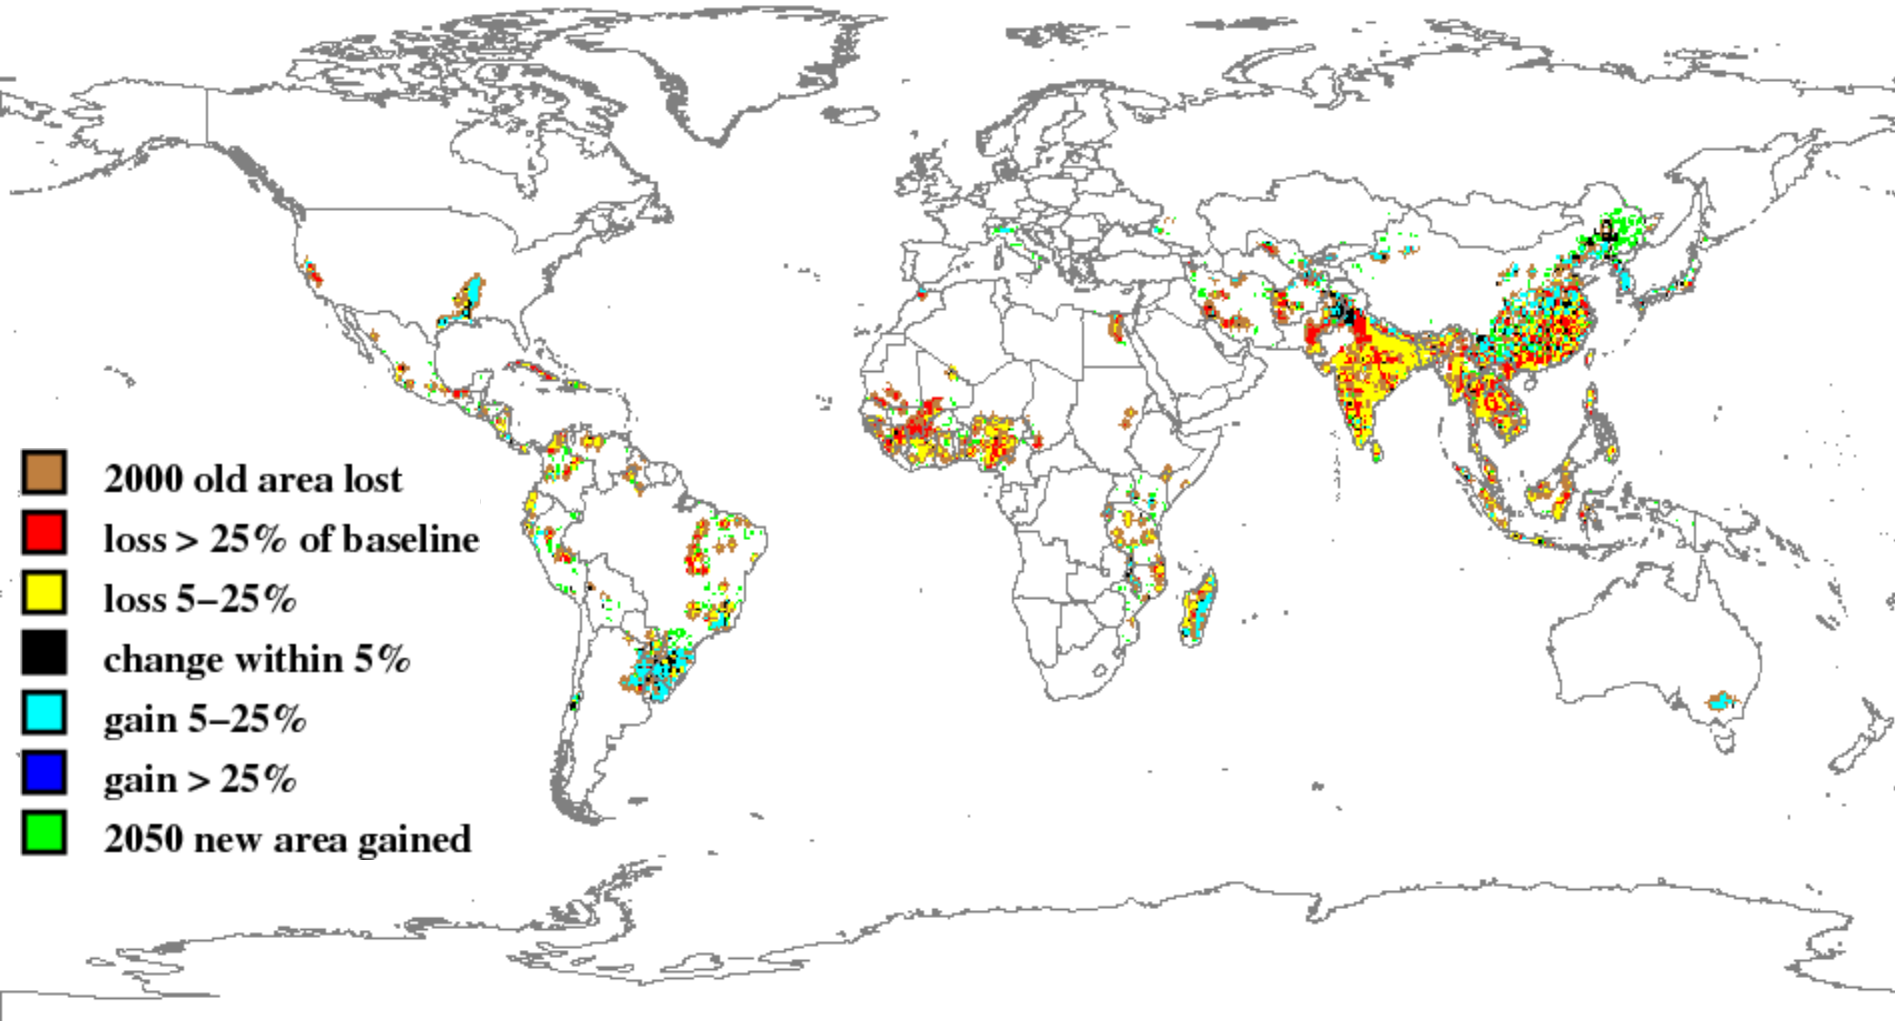 2000 old area lost
loss > 25% of baseline
loss 5–25%
change within 5%
gain 5–25%
gain > 25%
2050 new area gained